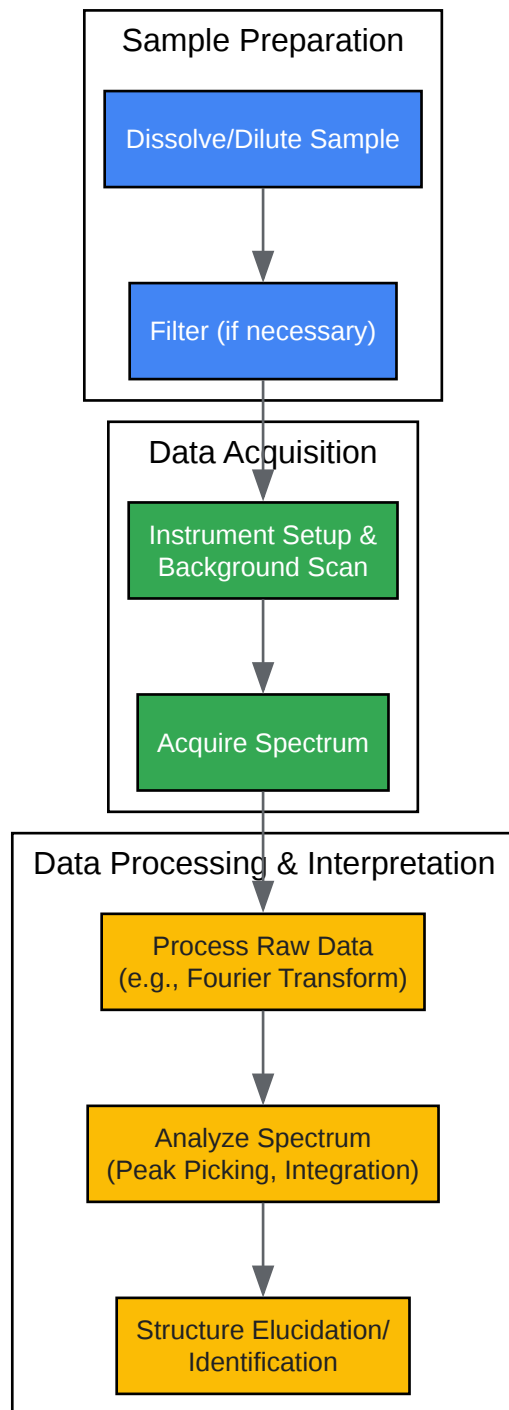 Sample Preparation
Dissolve/Dilute Sample
Filter (if necessary)
Data Acquisition
Instrument Setup &
Background Scan
Acquire Spectrum
Data Processing & Interpretation
Process Raw Data
(e.g., Fourier Transform)
Analyze Spectrum
(Peak Picking, Integration)
Structure Elucidation/
Identification